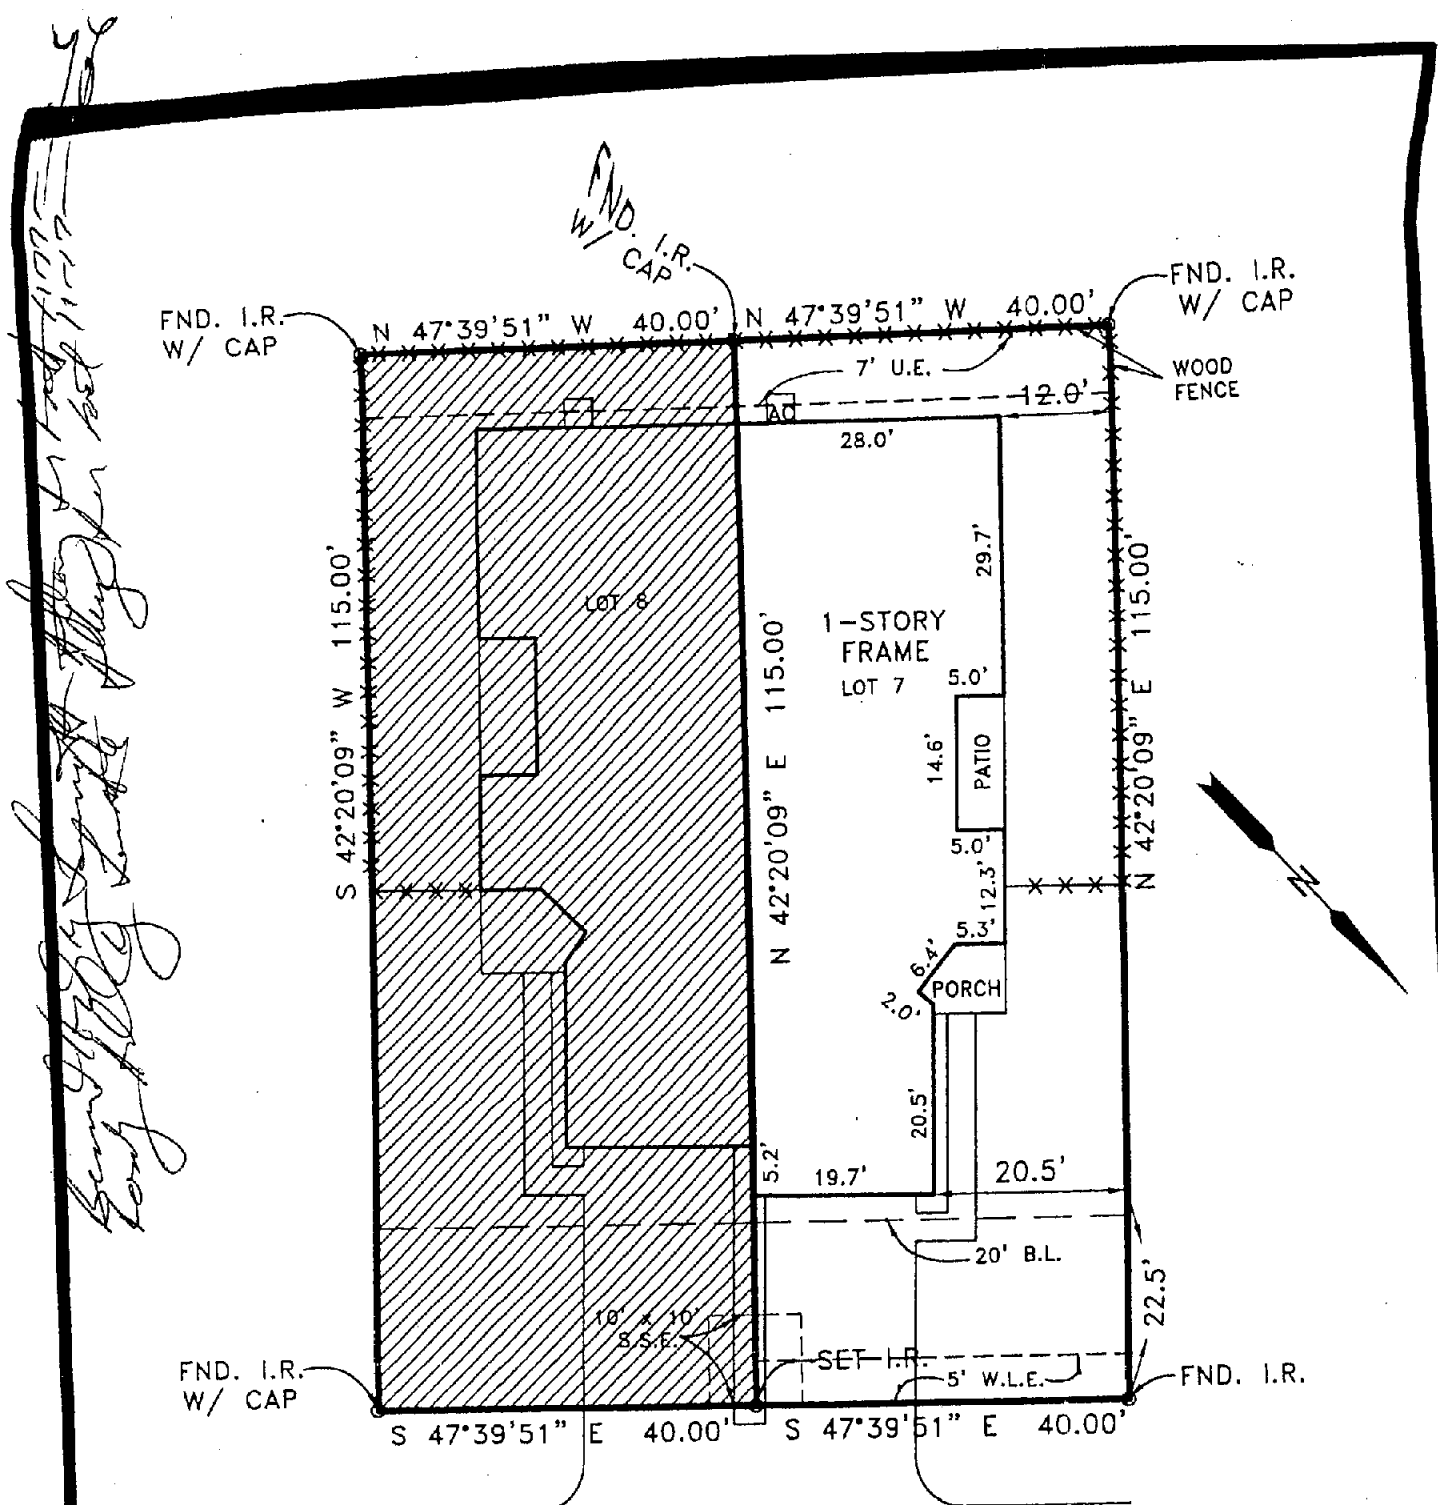 FND. I.R.
W/ CAP
FND. I.R.
W/ CAP
FND. I.R.
W/ CAP
N 47°39'51" W 40.00'
N 47°39'51" W 40.00'
7' U.E.
WOOD
FENCE
12.0'
AC
28.0'
29.7'
S 42°20'09" W 115.00'
LOT 8
N 42°20'09" E 115.00'
1-STORY
FRAME
LOT 7
N 42°20'09" E 115.00'
5.0'
14.6'
PATIO
5.0'
12.3'
5.3'
6.4'
PORCH
2.0'
N
20.5'
5.2'
19.7'
20.5'
20' B.L.
22.5'
10' x 10'
S.S.E.
SET I.R.
5' W.L.E.
FND. I.R.
W/ CAP
FND. I.R.
S 47°39'51" E 40.00'
S 47°39'51" E 40.00'